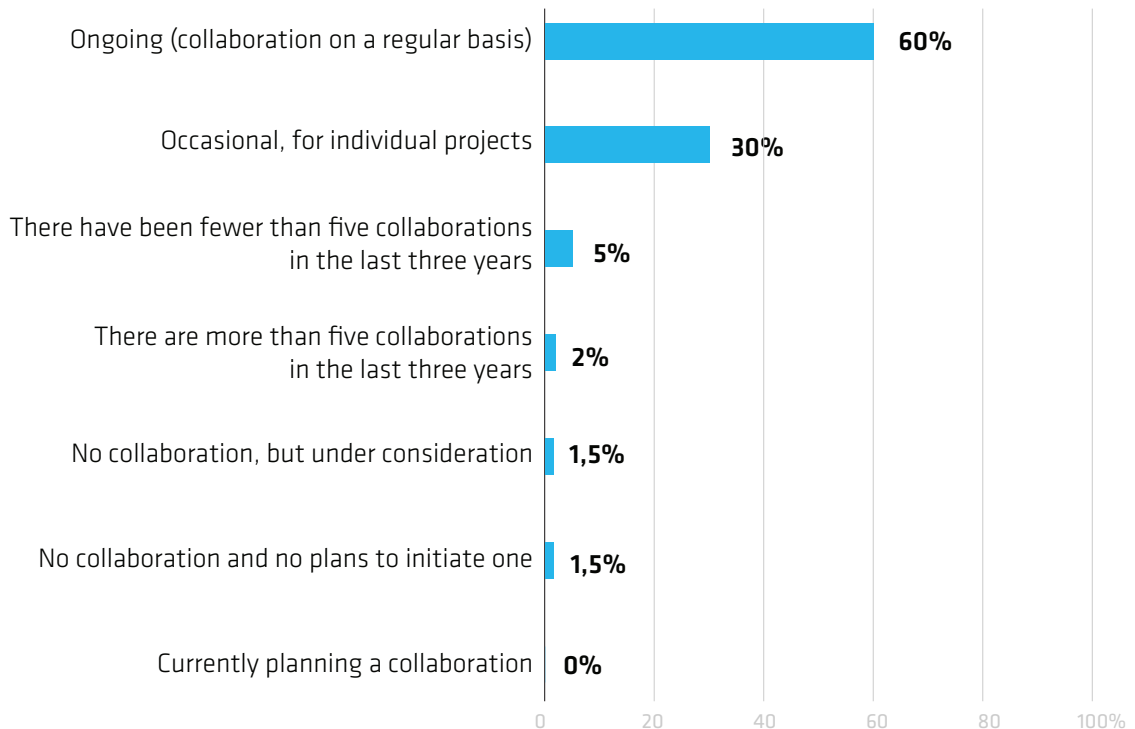 Ongoing (collaboration on a regular basis)
60%
Occasional, for individual projects
30%
There have been fewer than five collaborations
in the last three years
5%
There are more than five collaborations
in the last three years
2%
No collaboration, but under consideration
1,5%
No collaboration and no plans to initiate one
1,5%
Currently planning a collaboration
0%
0 20 40 60 80 100%